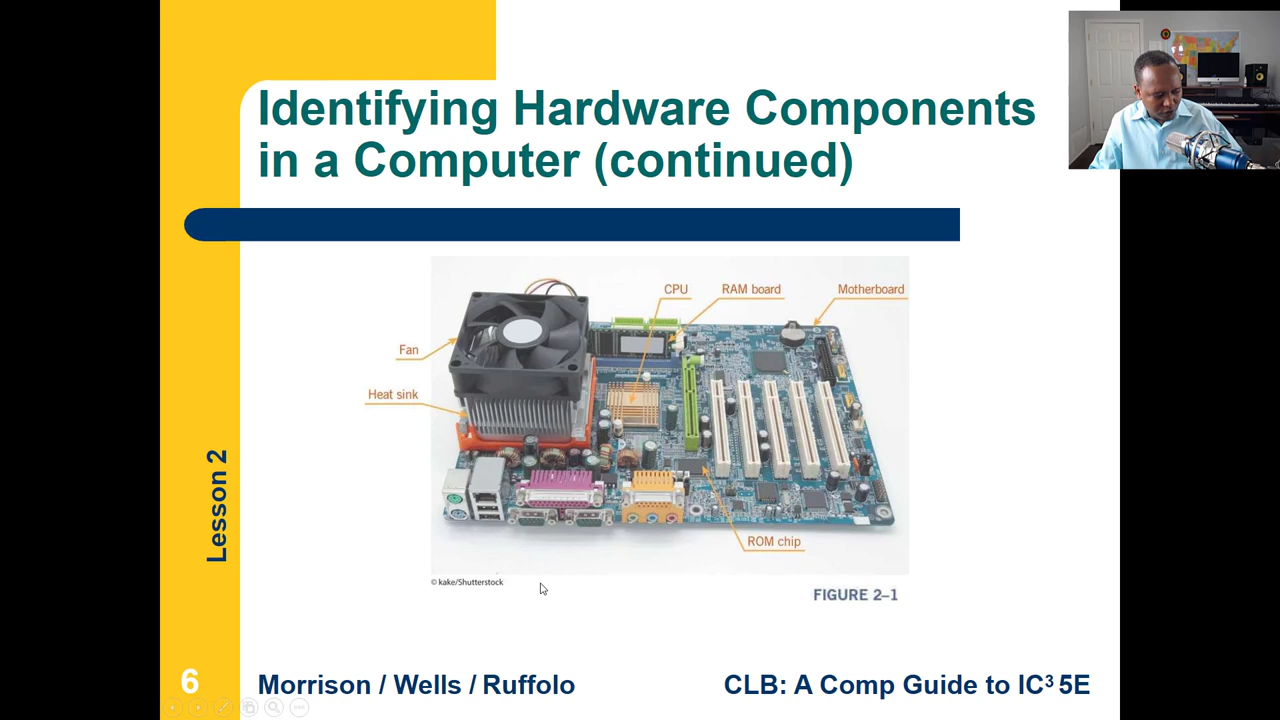 Identifying Hardware Components
in a Computer (continued)
CPU
RAM board
Motherboard
Fan
Heat sink
ROM chip
© kake/Shutterstock
FIGURE 2–1
Lesson 2
6
Morrison / Wells / Ruffolo
CLB: A Comp Guide to IC³ 5E